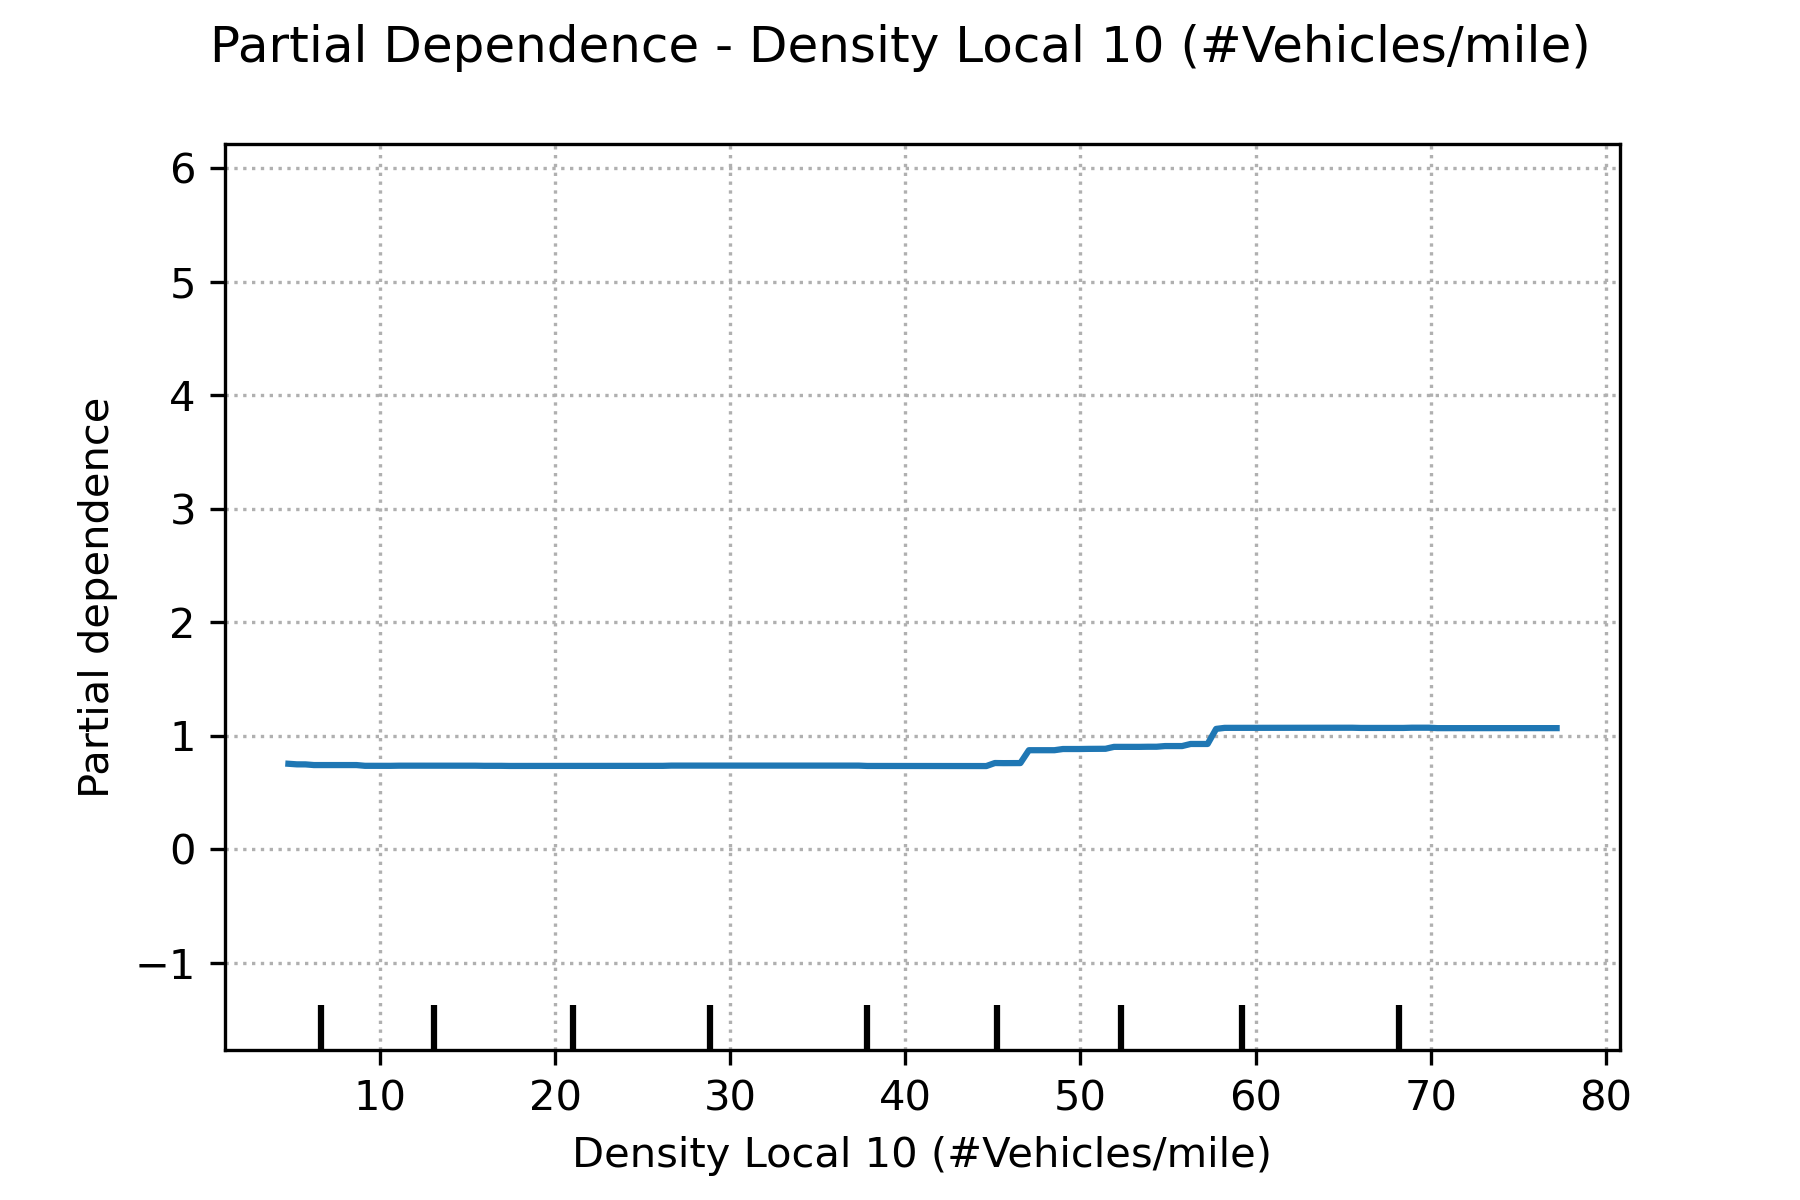 Partial Dependence - Density Local 10 (#Vehicles/mile)
6
5
4
3
2
1
0
−1
Partial dependence
10 20 30 40 50 60 70 80
Density Local 10 (#Vehicles/mile)